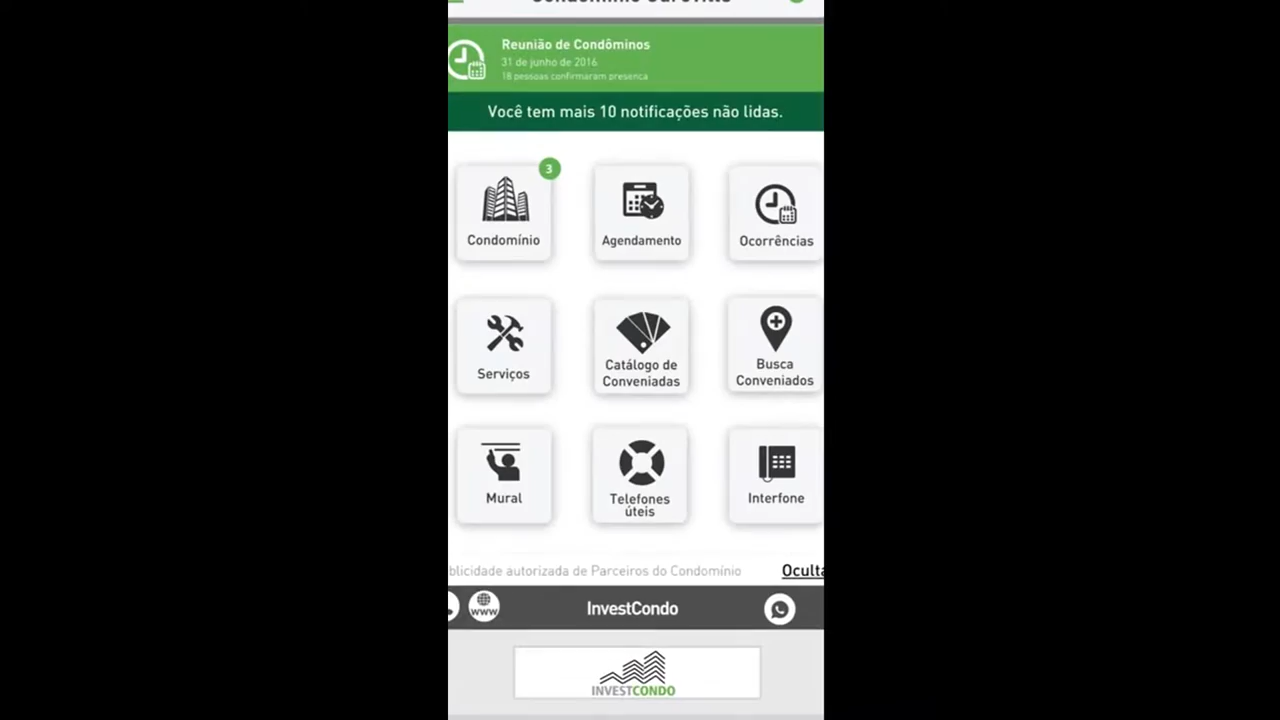 Reunião de Condôminos
31 de junho de 2016
18 pessoas confirmaram presenca
Você tem mais 10 notificações não lidas.
3
Condomínio
Agendamento
Ocorrências
Serviços
Catálogo de
Conveniadas
Busca
Conveniados
Mural
Telefones
úteis
Interfone
blicidade autorizada de Parceiros do Condomínio
Oculta
www
InvestCondo
INVESTCONDO